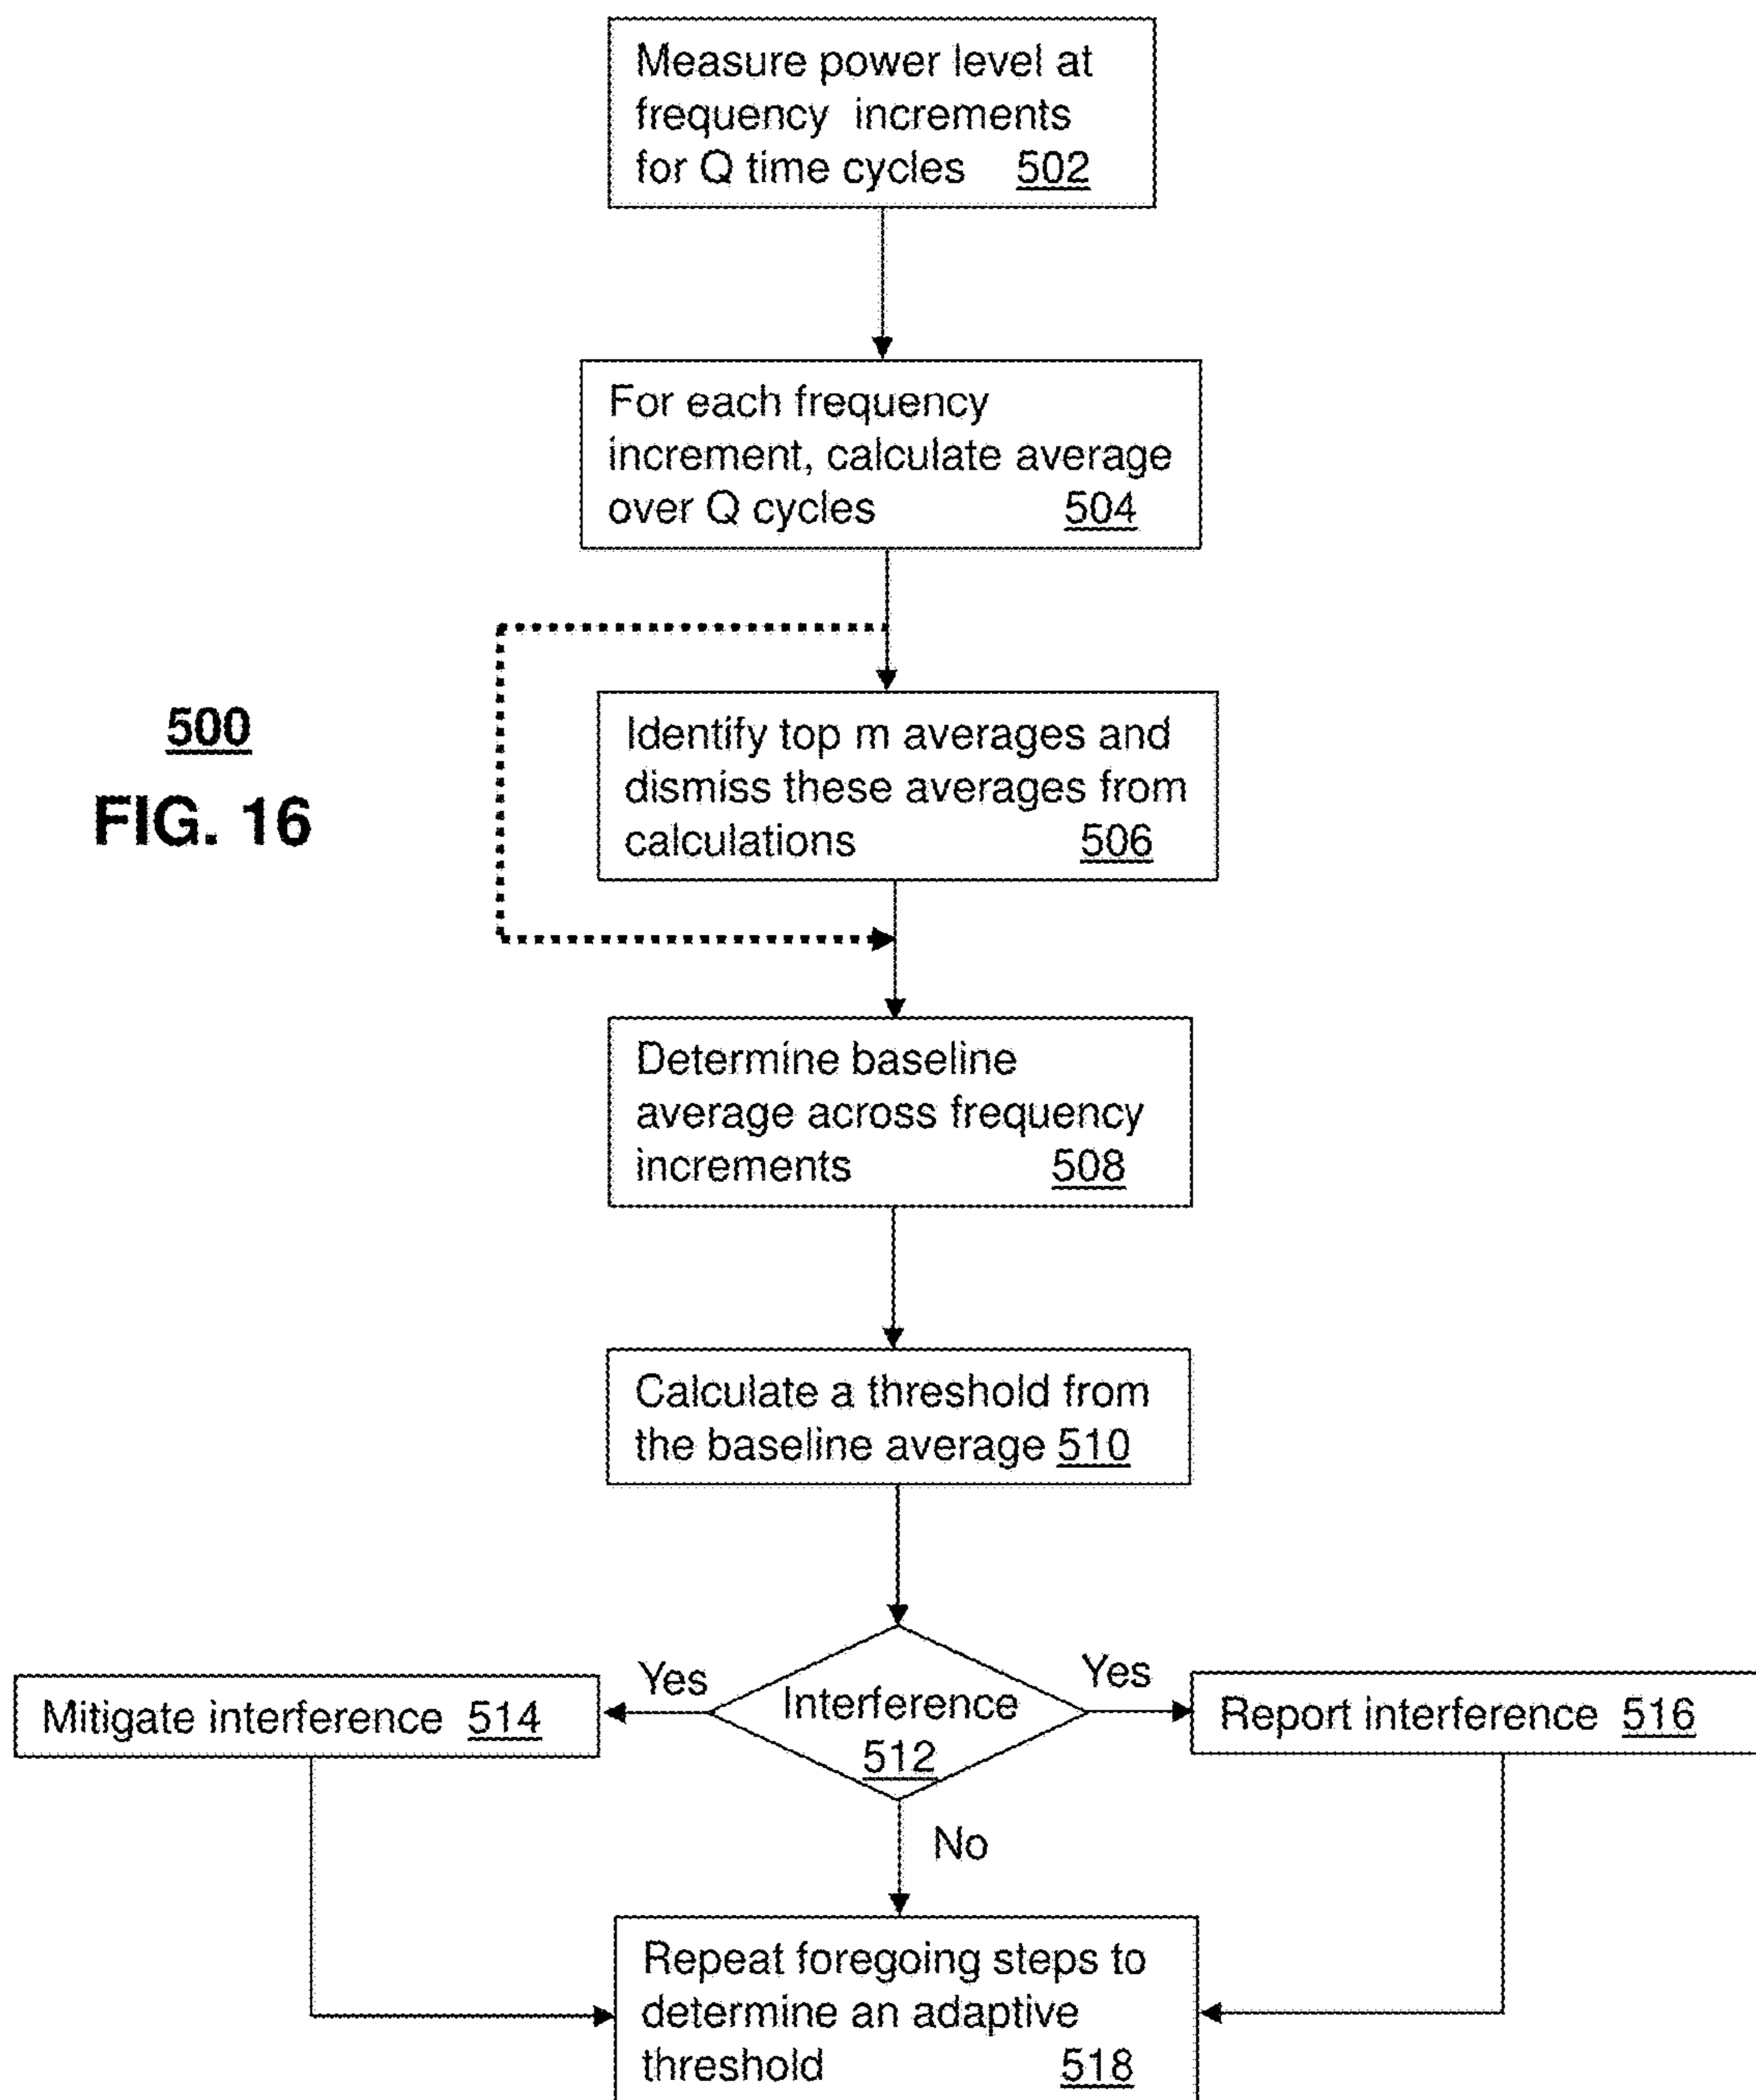 Measure power level at
frequency increments
for Q time cycles 502
For each frequency
increment, calculate average
over Q cycles 504
500
FIG. 16
Identify top m averages and
dismiss these averages from
calculations 506
Determine baseline
average across frequency
increments 508
Calculate a threshold from
the baseline average 510
Yes
Yes
Mitigate interference 514
Interference
512
Report interference 516
No
Repeat foregoing steps to
determine an adaptive
threshold 518